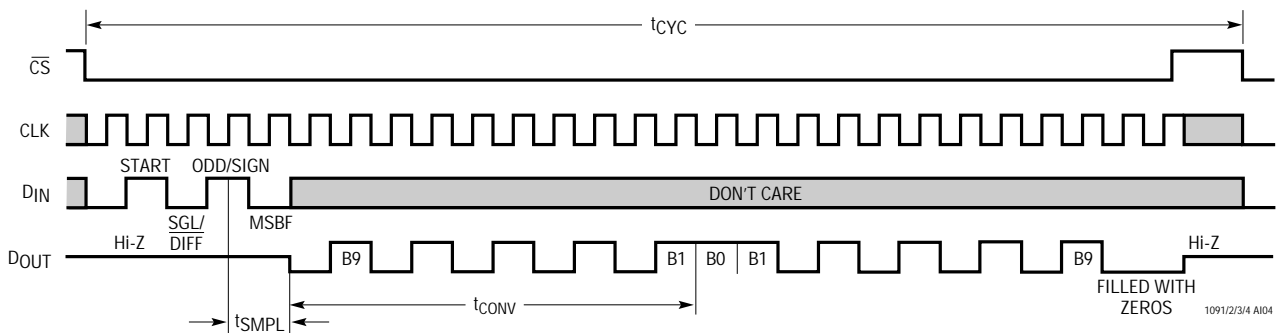 tCYC
CS
CLK
START
ODD/SIGN
DIN
DON'T CARE
SGL/
DIFF
MSBF
Hi-Z
DOUT
B9
B1
B0
B1
B9
Hi-Z
FILLED WITH
ZEROS
tCONV
tSMPL
1091/2/3/4 AI04